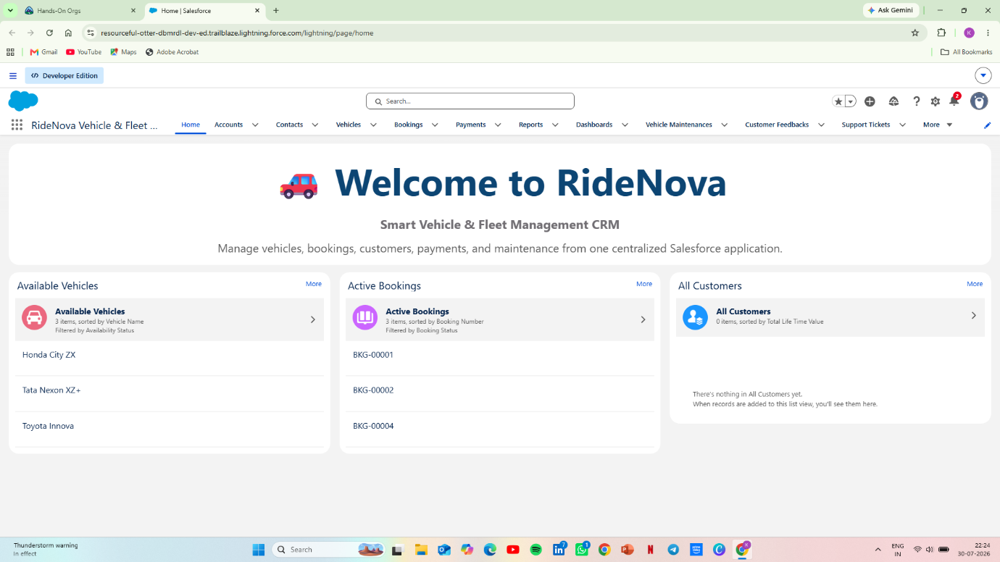 Hands-On Orgs
Home | Salesforce
Ask Gemini
resourceful-otter-dbmrdl-dev-ed.trailblaze.lightning.force.com/lightning/page/home
K
Gmail
YouTube
Maps
Adobe Acrobat
All Bookmarks
Developer Edition
Search...
2
RideNova Vehicle & Fleet ...
Home
Accounts
Contacts
Vehicles
Bookings
Payments
Reports
Dashboards
Vehicle Maintenances
Customer Feedbacks
Support Tickets
More
Welcome to RideNova
Smart Vehicle & Fleet Management CRM
Manage vehicles, bookings, customers, payments, and maintenance from one centralized Salesforce application.
Available Vehicles
More
Available Vehicles
3 items, sorted by Vehicle Name
Filtered by Availability Status
Honda City ZX
Tata Nexon XZ+
Toyota Innova
Active Bookings
More
Active Bookings
3 items, sorted by Booking Number
Filtered by Booking Status
BKG-00001
BKG-00002
BKG-00004
All Customers
More
All Customers
0 items, sorted by Total Life Time Value
There's nothing in All Customers yet.
When records are added to this list view, you'll see them here.
Thunderstorm warning
In effect
Search
7
1
K
ENG
IN
22:24
30-07-2026